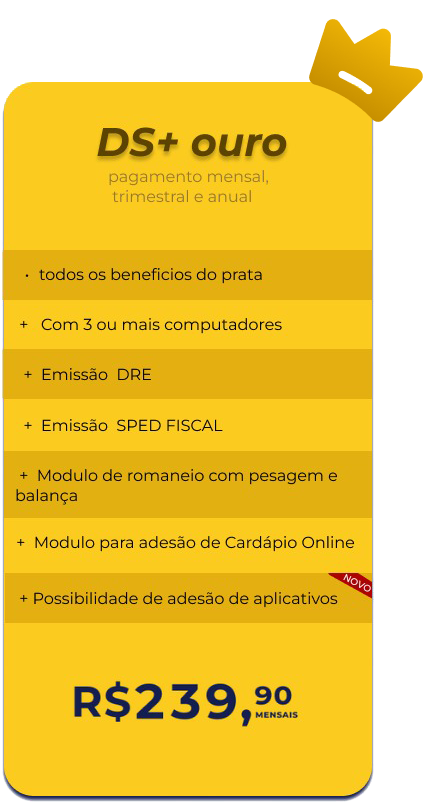 DS+ ouro
pagamento mensal,
trimestral e anual
· todos os beneficios do prata
+ Com 3 ou mais computadores
+ Emissão DRE
+ Emissão SPED FISCAL
+ Modulo de romaneio com pesagem e
balança
+ Modulo para adesão de Cardápio Online
NOVO
+ Possibilidade de adesão de aplicativos
R$239,90
MENSAIS